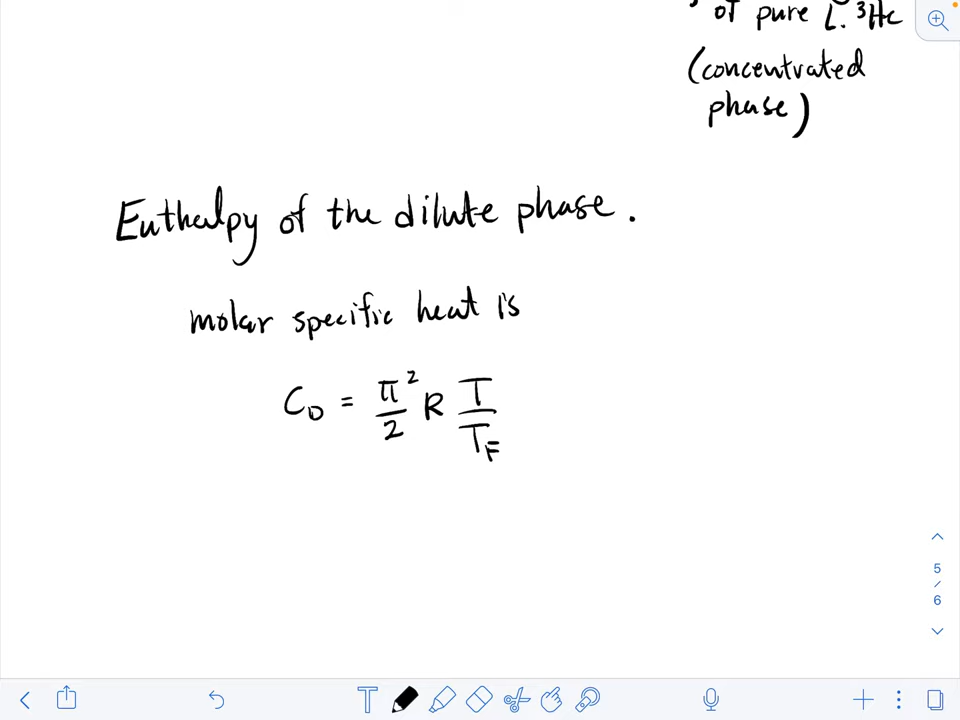 of pure L. ³He
(concentrated
phase)
Enthalpy of the dilute phase.
molar specific heat is
C_D = π²/2 R T/T_F
5
/
6
T